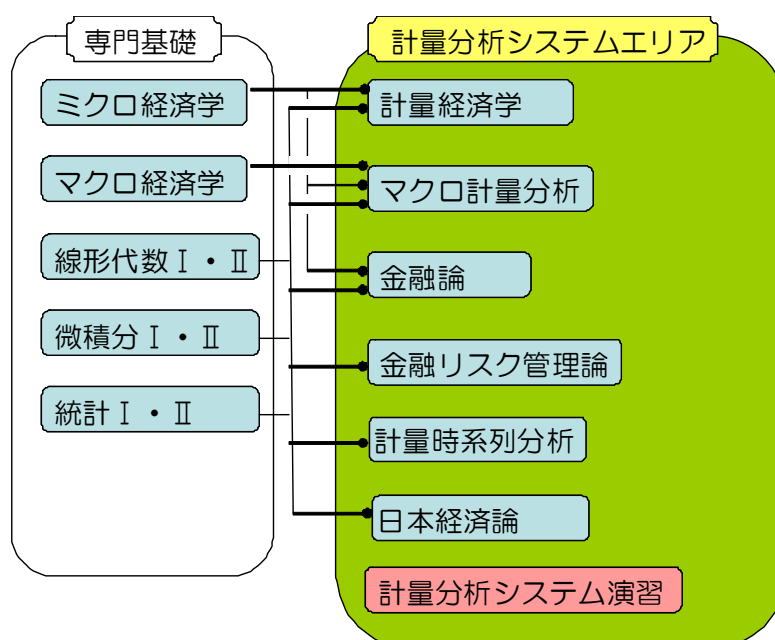 専門基礎
ミクロ経済学
マクロ経済学
線形代数Ⅰ・Ⅱ
微積分Ⅰ・Ⅱ
統計Ⅰ・Ⅱ
計量分析システムエリア
計量経済学
マクロ計量分析
金融論
金融リスク管理論
計量時系列分析
日本経済論
計量分析システム演習